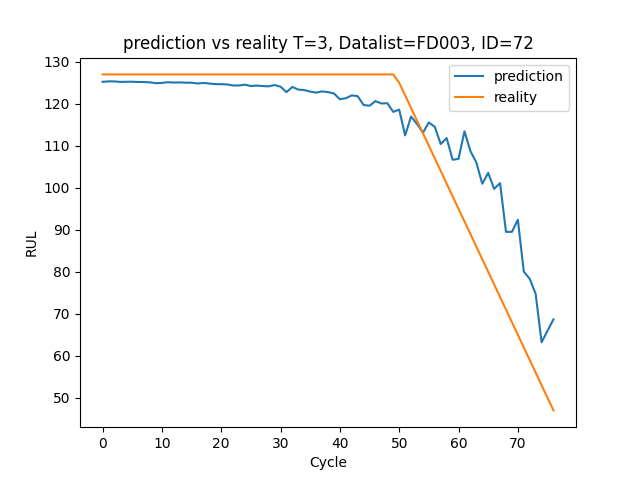 prediction vs reality T=3, Datalist=FD003, ID=72
prediction
reality
RUL
130
120
110
100
90
80
70
60
50
0 10 20 30 40 50 60 70
Cycle